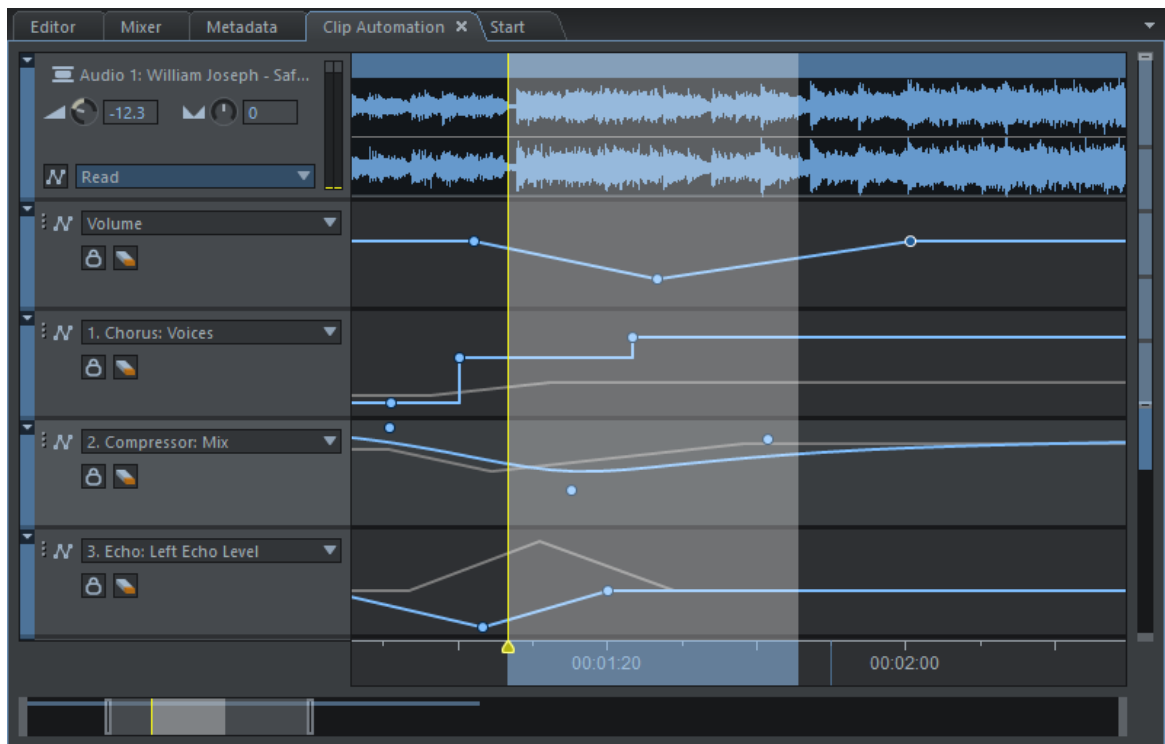 Editor Mixer Metadata Clip Automation Start
Audio 1: William Joseph - Saf...
-12.3 0
Read
Volume
1. Chorus: Voices
2. Compressor: Mix
3. Echo: Left Echo Level
00:01:20 00:02:00